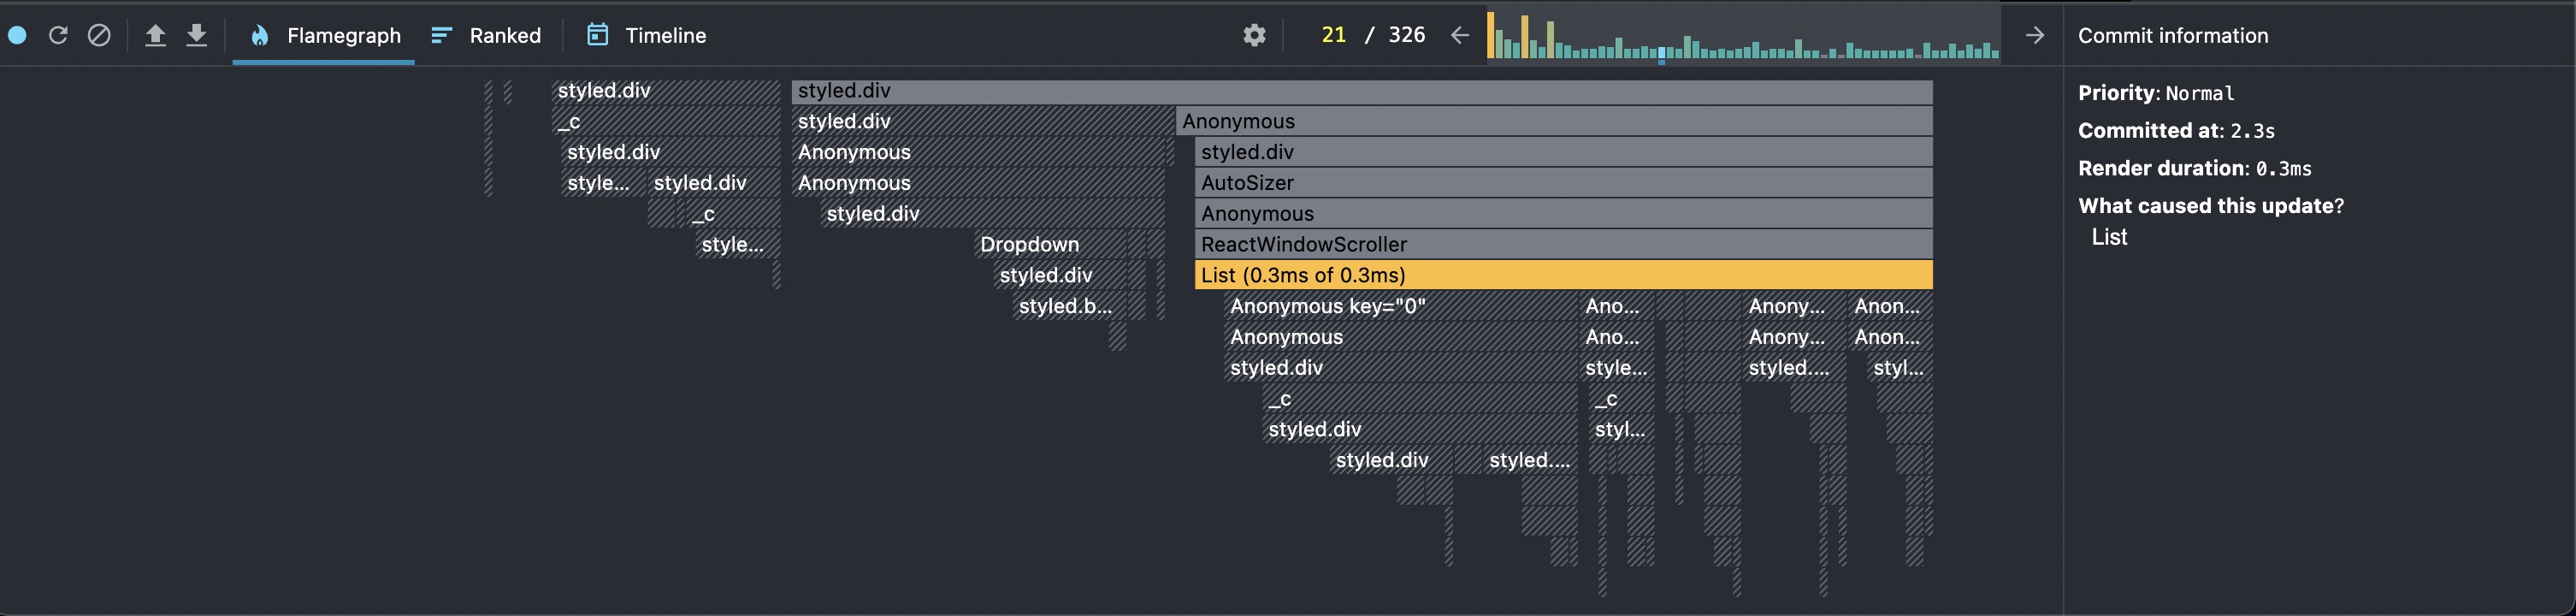 Flamegraph Ranked Timeline 21 / 326 Commit information
styled.div styled.div
_c styled.div Anonymous
styled.div Anonymous styled.div
style... styled.div Anonymous AutoSizer
_c styled.div Anonymous
style... Dropdown ReactWindowScroller
styled.div List (0.3ms of 0.3ms)
styled.b... Anonymous key="0" Ano... Anony... Anon...
Anonymous Ano... Anony... Anon...
styled.div style... styled.... styl...
_c _c
styled.div styl...
styled.div styled....
Priority: Normal
Committed at: 2.3s
Render duration: 0.3ms
What caused this update?
List